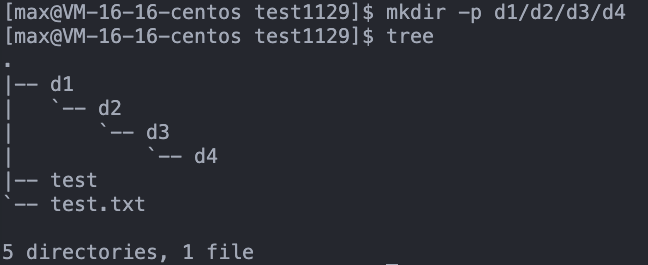 [max@VM-16-16-centos test1129]$ mkdir -p d1/d2/d3/d4
[max@VM-16-16-centos test1129]$ tree
.
|-- d1
|   `-- d2
|       `-- d3
|           `-- d4
|-- test
`-- test.txt

5 directories, 1 file